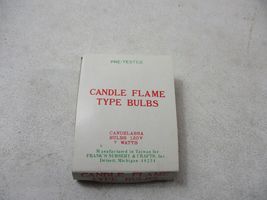 PRE-TESTED
CANDLE FLAME
TYPE BULBS
CANDELABRA
BULBS 120V
7 WATTS
Manufactured in Taiwan for
FRANK'S NURSERY & CRAFTS, Inc.
Detroit, Michigan 48234